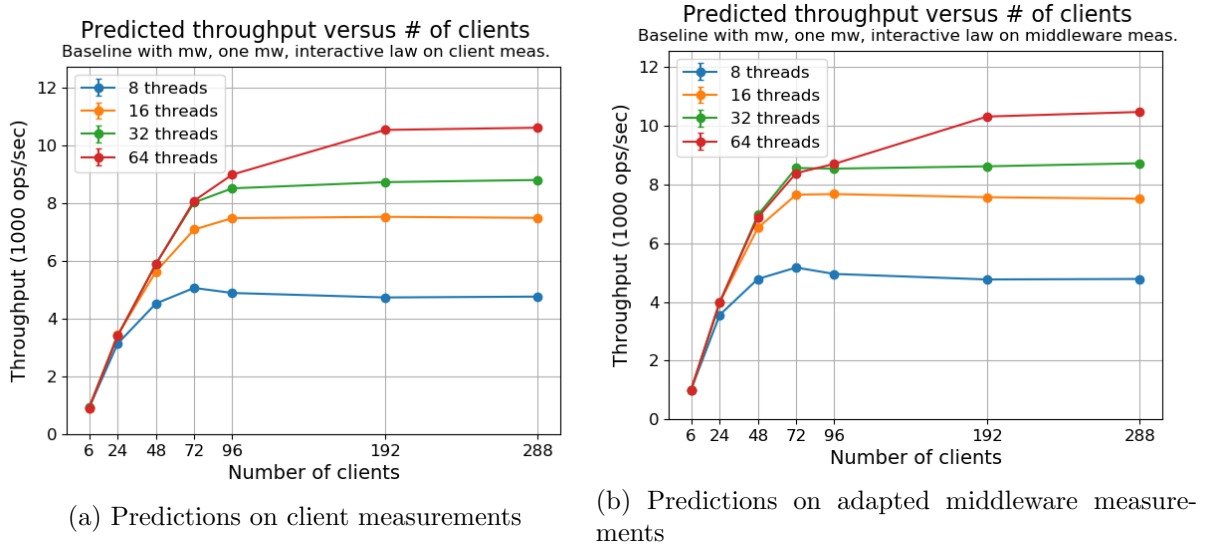 Predicted throughput versus # of clients
Baseline with mw, one mw, interactive law on client meas.
12
10
8
6
4
2
0
Throughput (1000 ops/sec)
8 threads
16 threads
32 threads
64 threads
6 24 48 72 96 192 288
Number of clients
(a) Predictions on client measurements
Predicted throughput versus # of clients
Baseline with mw, one mw, interactive law on middleware meas.
12
10
8
6
4
2
0
Throughput (1000 ops/sec)
8 threads
16 threads
32 threads
64 threads
6 24 48 72 96 192 288
Number of clients
(b) Predictions on adapted middleware measure-
ments